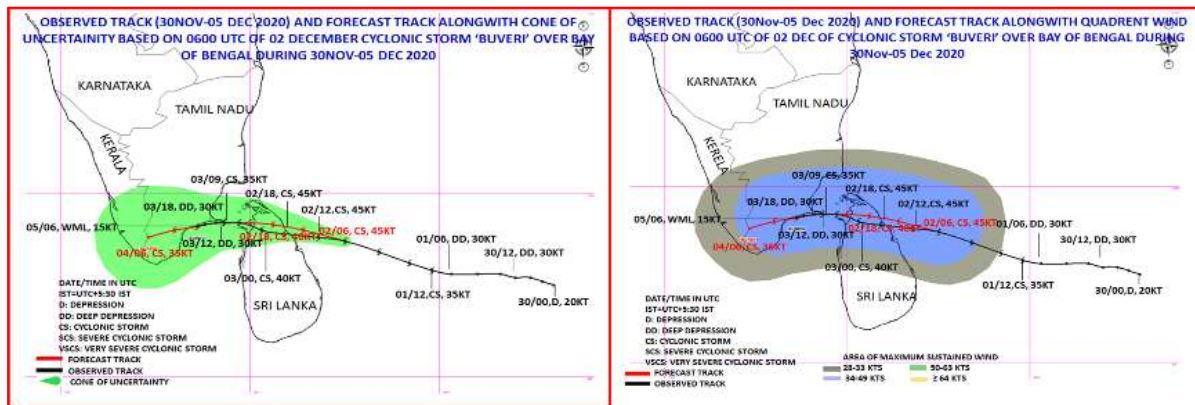 OBSERVED TRACK (30NOV-05 DEC 2020) AND FORECAST TRACK ALONGWITH CONE OF
UNCERTAINITY BASED ON 0600 UTC OF 02 DECEMBER CYCLONIC STORM 'BUVERI' OVER BAY
OF BENGAL DURING 30NOV-05 DEC 2020
KARNATAKA
TAMIL NADU
KERALA
03/09, CS, 35KT
02/18, CS, 45KT
03/18, DD, 30KT
02/12,CS, 45KT
05/06, WML, 15KT
02/06, CS, 45KT
03/12, DD, 30KT
01/06, DD, 30KT
30/12, DD, 30KT
03/00, CS, 40KT
01/12,CS, 35KT
30/00,D, 20KT
SRI LANKA
DATE/TIME IN UTC
IST=UTC+5:30 IST
D: DEPRESSION
DD: DEEP DEPRESSION
CS: CYCLONIC STORM
SCS: SEVERE CYCLONIC STORM
VSCS: VERY SEVERE CYCLONIC STORM
FORECAST TRACK
OBSERVED TRACK
CONE OF UNCERTAINITY
OBSERVED TRACK (30Nov-05 Dec 2020) AND FORECAST TRACK ALONGWITH QUADRENT WIND
BASED ON 0600 UTC OF 02 DEC OF CYCLONIC STORM 'BUVERI' OVER BAY OF BENGAL DURING
30Nov-05 Dec 2020
KARNATAKA
TAMIL NADU
KERELA
03/09, CS, 35KT
02/18, CS, 45KT
03/18, DD, 30KT
02/12,CS, 45KT
05/06, WML, 15KT
02/06, CS, 45KT
03/12, DD, 30KT
01/06, DD, 30KT
30/12, DD, 30KT
03/00, CS, 40KT
01/12,CS, 35KT
30/00,D, 20KT
SRI LANKA
DATE/TIME IN UTC
IST=UTC+5:30 IST
D: DEPRESSION
DD: DEEP DEPRESSION
CS: CYCLONIC STORM
SCS: SEVERE CYCLONIC STORM
VSCS: VERY SEVERE CYCLONIC STORM
FORECAST TRACK
OBSERVED TRACK
AREA OF MAXIMUM SUSTAINED WIND
28-33 KTS
50-63 KTS
34-49 KTS
≥ 64 KTS